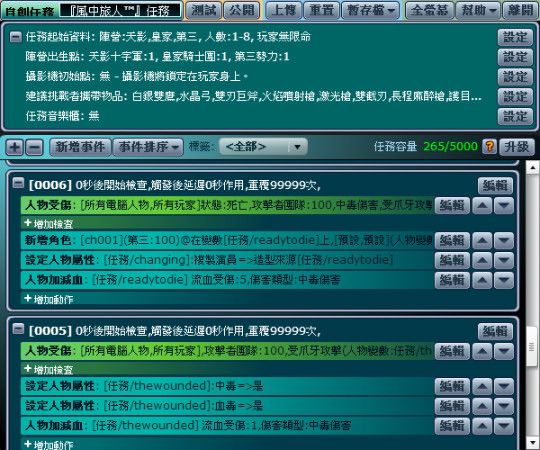 自創任務 『風中旅人™』任務 測試 公開 上傳 重置 暫存檔 全螢幕 幫助 離開
任務起始資料: 陣營:天影,皇家,第三, 人數:1-8, 玩家無限命 設定
陣營出生點: 天影十字軍:1, 皇家騎士團:1, 第三勢力:1 設定
攝影機初始點: 無 - 攝影機將鎖定在玩家身上。 設定
建議挑戰者攜帶物品: 白銀雙塵,水晶弓,雙刃巨斧,火焰噴射槍,激光槍,雙截刃,長程麻醉槍,護目... 設定
任務音樂櫃: 無 設定
新增事件 事件排序 標籤: <全部> 任務容量 265/5000 ? 升級
[0006] 0秒後開始檢查,觸發後延遲0秒作用,重覆99999次, 編輯
人物受傷: [所有電腦人物,所有玩家]狀態:死亡,攻擊者團隊:100,中毒傷害,受爪牙攻擊 編輯
+增加檢查
新增角色: [ch001](第三:100)@在變數[任務/readytodie]上,[預設,預設](人物變數 編輯
設定人物屬性: [任務/changing]:複製演員=>造型來源[任務/readytodie] 編輯
人物加減血: [任務/readytodie] 流血傷害:5,傷害類型:中毒傷害 編輯
+增加動作
[0005] 0秒後開始檢查,觸發後延遲0秒作用,重覆99999次, 編輯
人物受傷: [所有電腦人物,所有玩家],攻擊者團隊:100,受爪牙攻擊(人物變數:任務/th 編輯
+增加檢查
設定人物屬性: [任務/thewounded]:中毒=>是 編輯
設定人物屬性: [任務/thewounded]:血毒=>是 編輯
人物加減血: [任務/thewounded] 流血傷害:1,傷害類型:中毒傷害 編輯
+增加動作